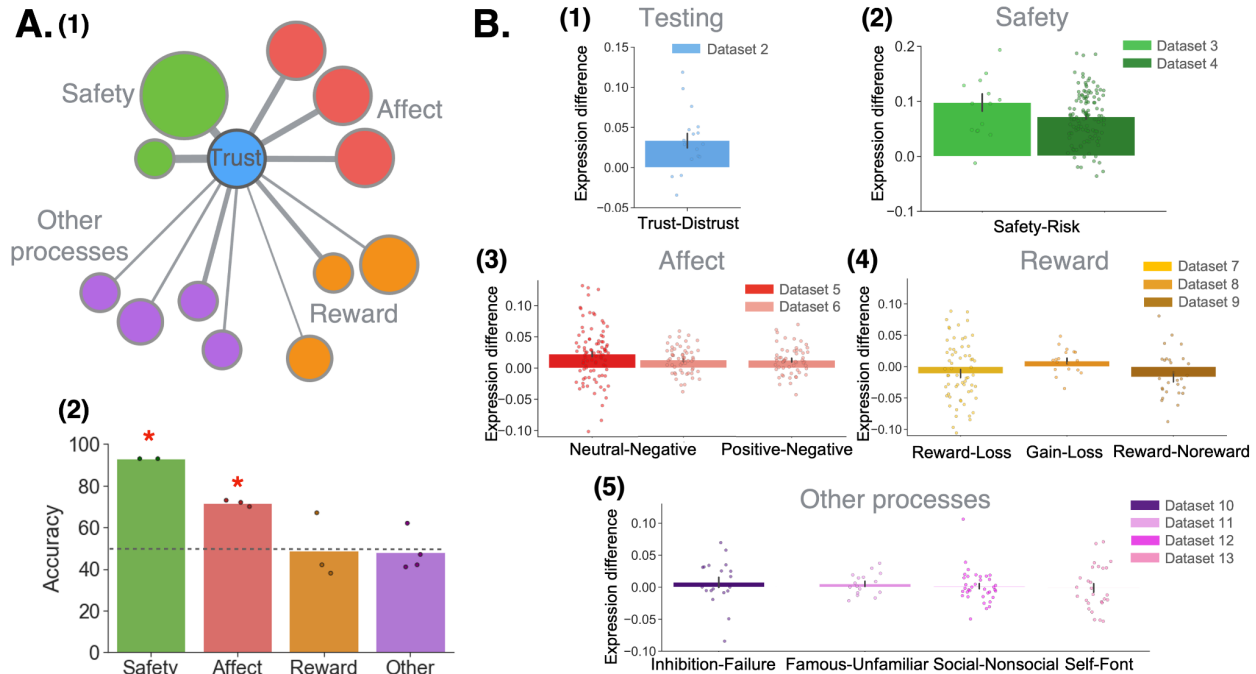 A. (1)
Safety
Affect
Trust
Other
processes
Reward
(2)
Accuracy
100
80
60
40
20
0
*
*
Safety
Affect
Reward
Other
B.
(1)
Testing
Expression difference
0.15
0.10
0.05
0.00
−0.05
Dataset 2
Trust-Distrust
(2)
Safety
Expression difference
0.2
0.1
0.0
−0.1
Dataset 3
Dataset 4
Safety-Risk
(3)
Affect
Expression difference
0.10
0.05
0.00
−0.05
−0.10
Dataset 5
Dataset 6
Neutral-Negative
Positive-Negative
(4)
Reward
Expression difference
0.10
0.05
0.00
−0.05
−0.10
Dataset 7
Dataset 8
Dataset 9
Reward-Loss
Gain-Loss
Reward-Noreward
(5)
Other processes
Expression difference
0.10
0.05
0.00
−0.05
−0.10
Dataset 10
Dataset 11
Dataset 12
Dataset 13
Inhibition-Failure
Famous-Unfamiliar
Social-Nonsocial
Self-Font